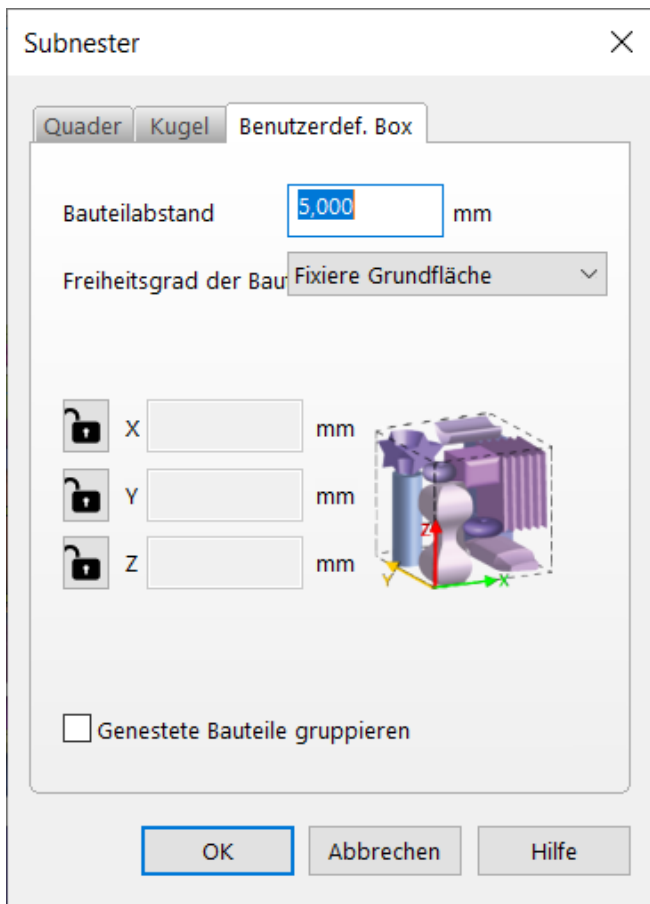 Subnester
Quader Kugel Benutzerdef. Box
Bauteilabstand 5,000 mm
Freiheitsgrad der Baut Fixiere Grundfläche
X mm
Y mm
Z mm
Z
Y X
Genestete Bauteile gruppieren
OK Abbrechen Hilfe